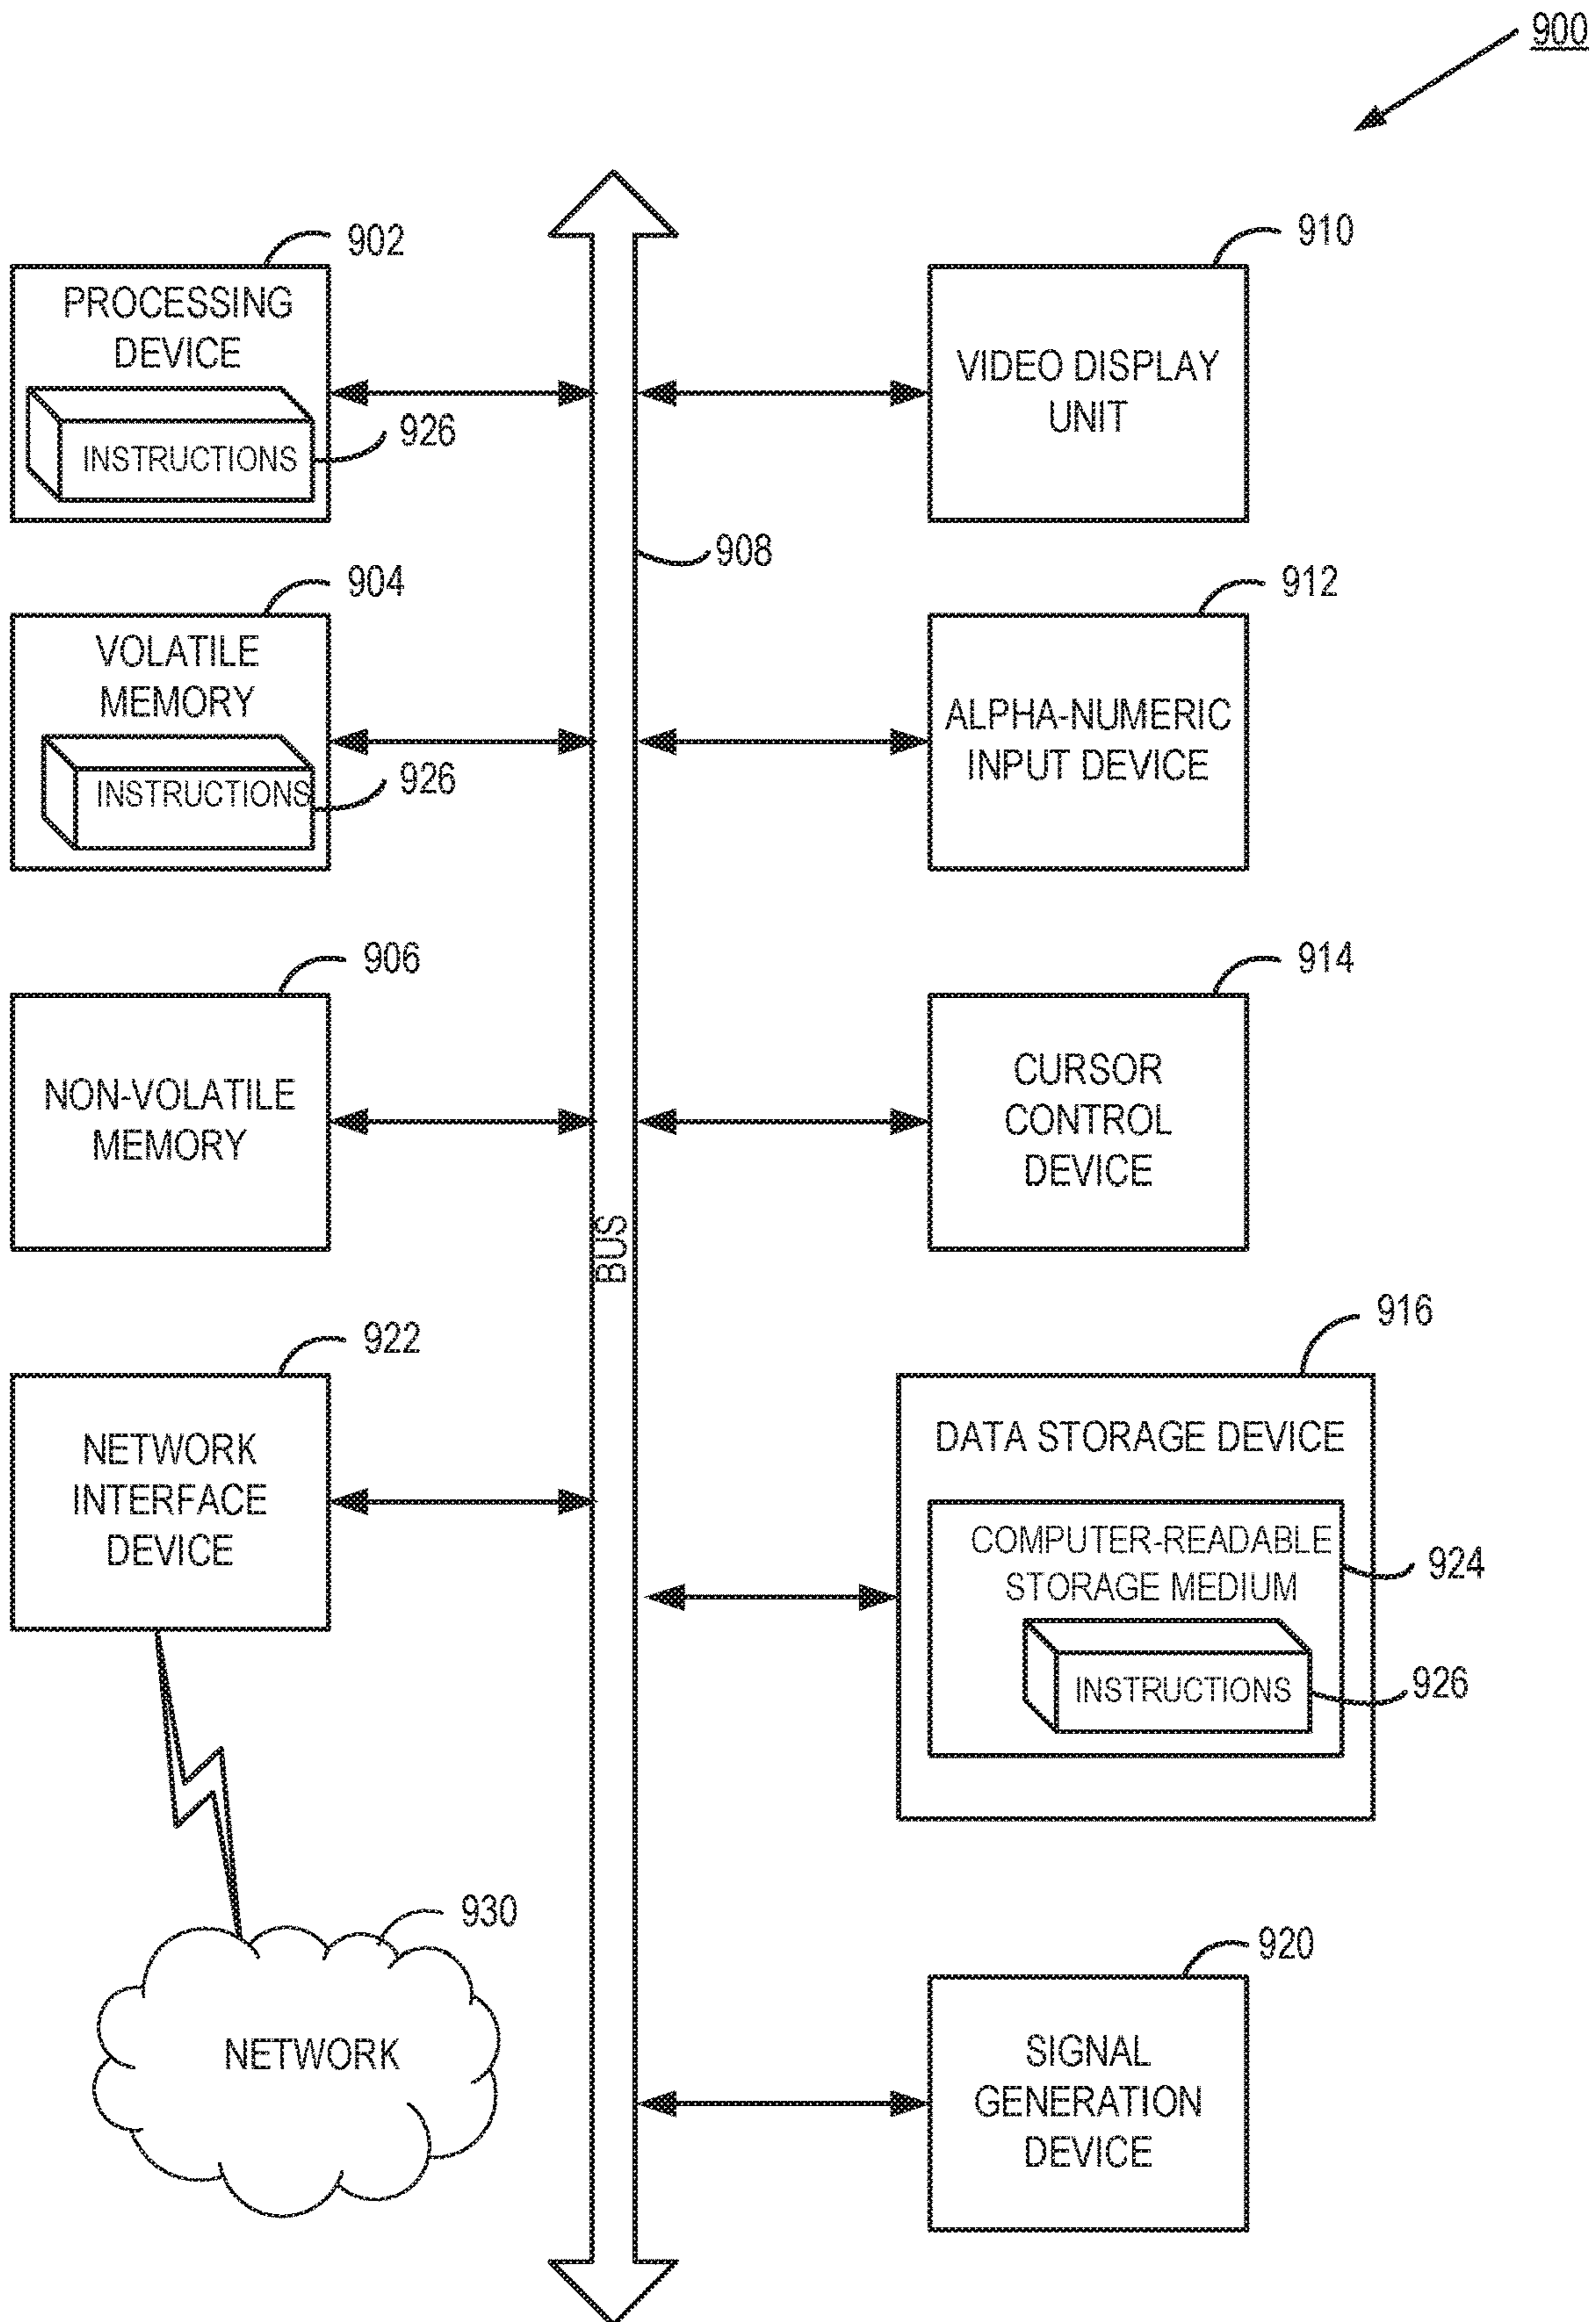 900
902
PROCESSING
DEVICE
INSTRUCTIONS
926
910
VIDEO DISPLAY
UNIT
908
904
VOLATILE
MEMORY
INSTRUCTIONS
926
912
ALPHA-NUMERIC
INPUT DEVICE
906
NON-VOLATILE
MEMORY
914
CURSOR
CONTROL
DEVICE
BUS
922
NETWORK
INTERFACE
DEVICE
916
DATA STORAGE DEVICE
COMPUTER-READABLE
STORAGE MEDIUM
924
INSTRUCTIONS
926
930
NETWORK
920
SIGNAL
GENERATION
DEVICE